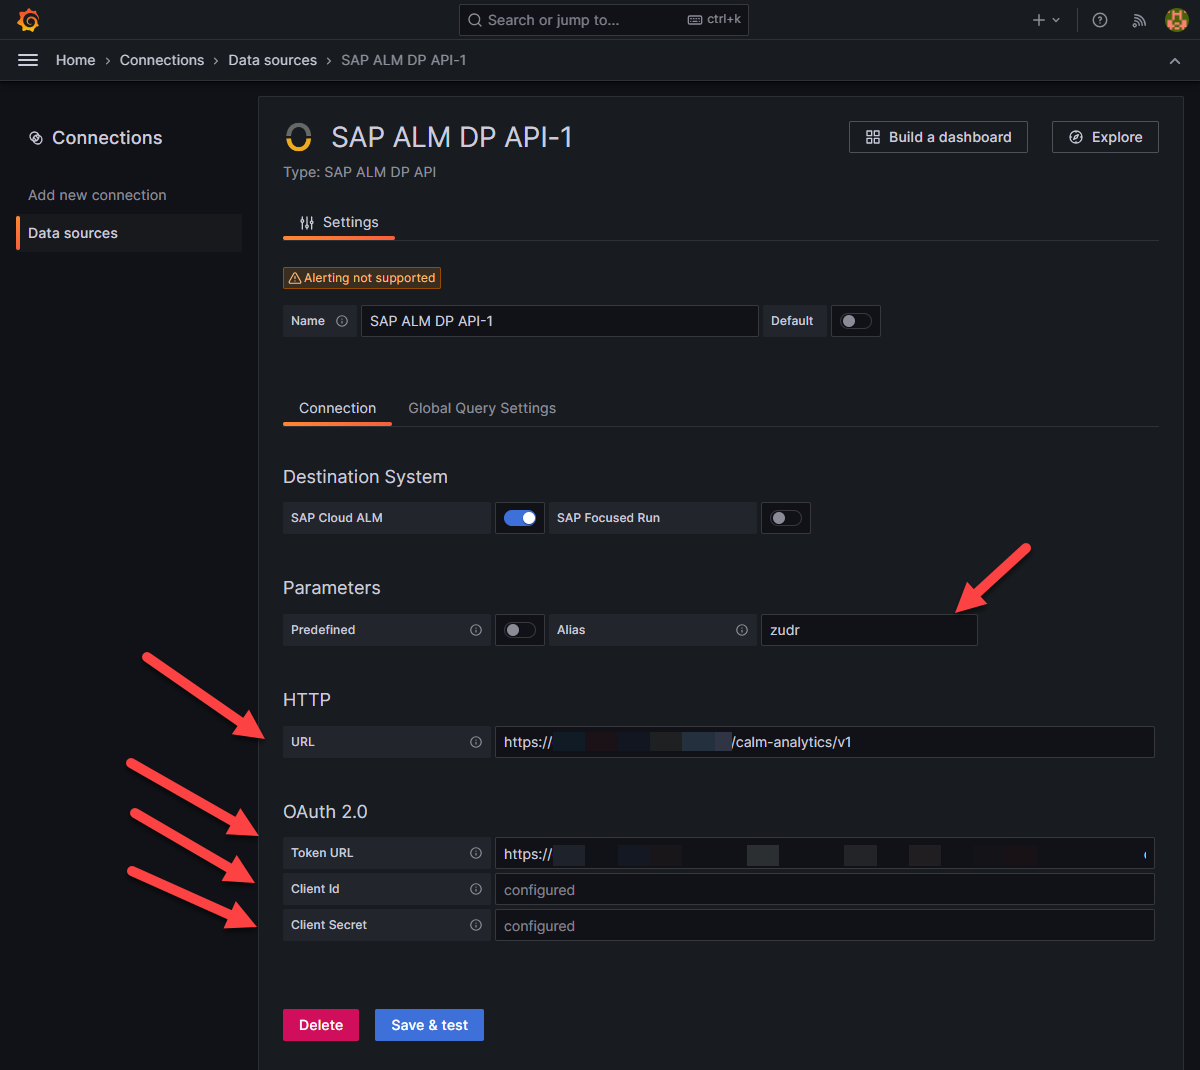 Search or jump to... ctrl+k
Home › Connections › Data sources › SAP ALM DP API-1
Connections
Add new connection
Data sources
SAP ALM DP API-1
Build a dashboard
Explore
Type: SAP ALM DP API
Settings
Alerting not supported
Name SAP ALM DP API-1 Default
Connection Global Query Settings
Destination System
SAP Cloud ALM SAP Focused Run
Parameters
Predefined Alias zudr
HTTP
URL https:// /calm-analytics/v1
OAuth 2.0
Token URL https://
Client Id configured
Client Secret configured
Delete Save & test